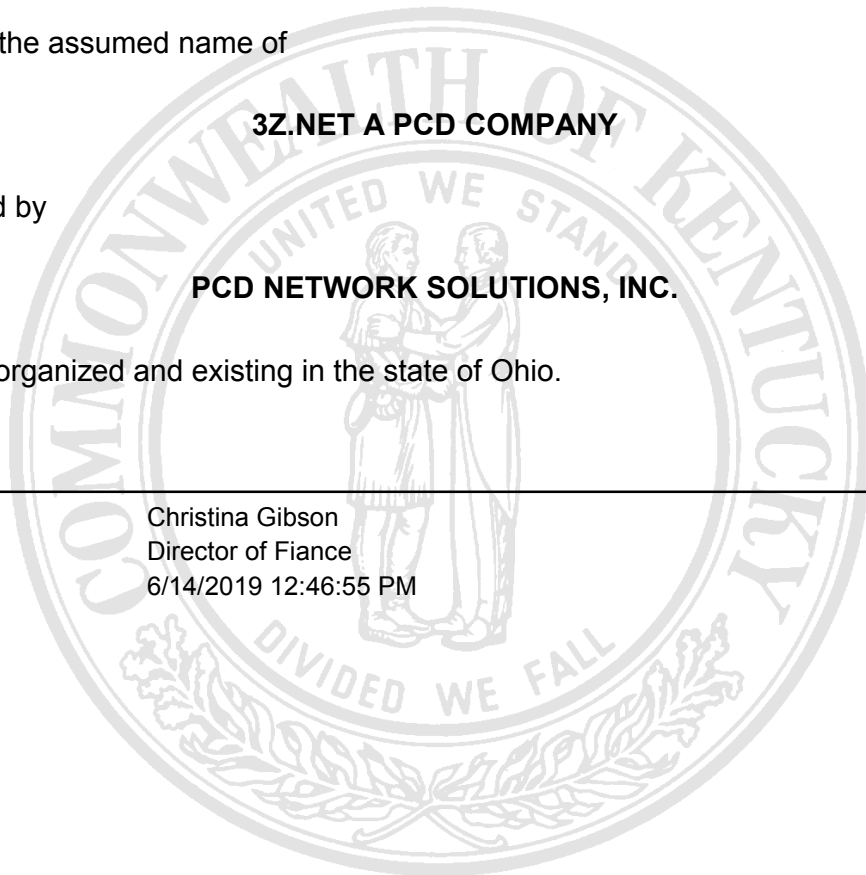 the assumed name of
3Z.NET A PCD COMPANY
d by
PCD NETWORK SOLUTIONS, INC.
organized and existing in the state of Ohio.
Christina Gibson
Director of Fiance
6/14/2019 12:46:55 PM
COMMONWEALTH OF KENTUCKY
UNITED WE STAND
DIVIDED WE FALL